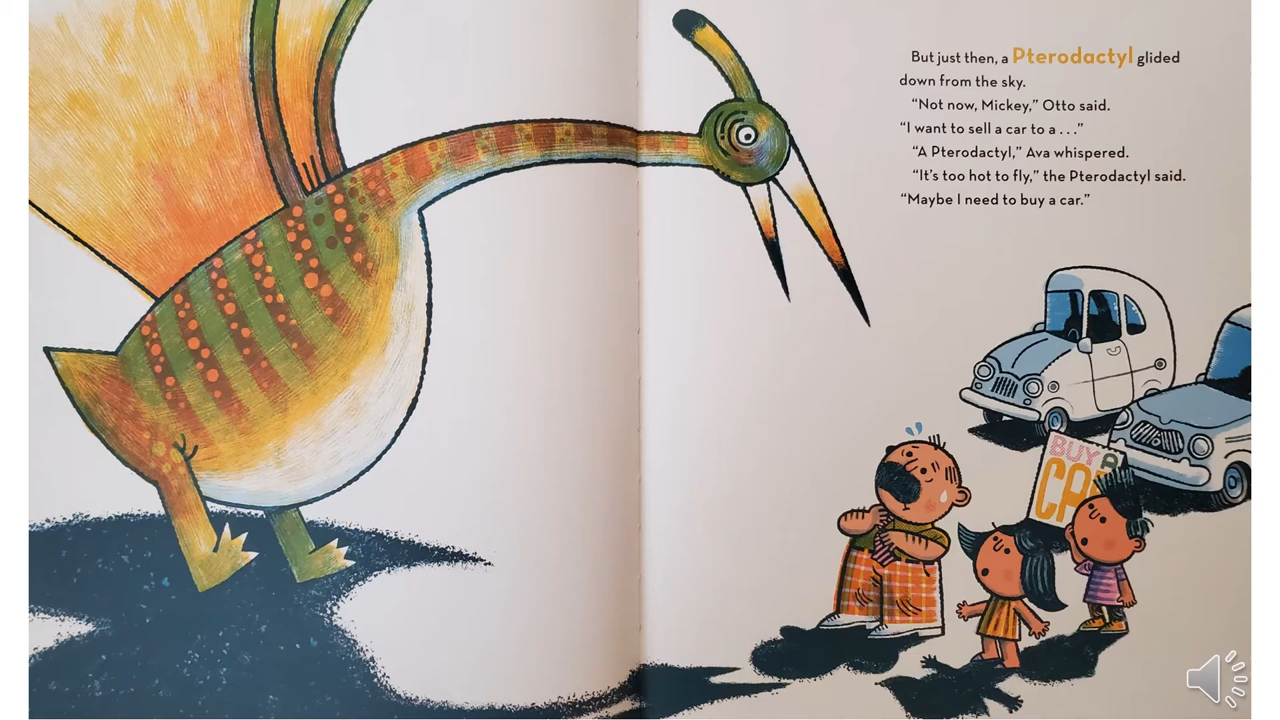 But just then, a Pterodactyl glided
down from the sky.
“Not now, Mickey,” Otto said.
“I want to sell a car to a . . .”
“A Pterodactyl,” Ava whispered.
“It’s too hot to fly,” the Pterodactyl said.
“Maybe I need to buy a car.”
BUY A